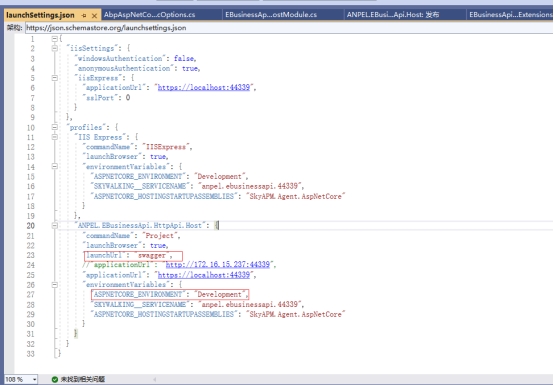 launchSettings.json
AbpAspNetCo...cOptions.cs
EBusinessAp...ostModule.cs
ANPEL.EBusi...Api.Host: 发布
EBusinessApi...Extensions
架构: https://json.schemastore.org/launchsettings.json
1 {
2 "iisSettings": {
3 "windowsAuthentication": false,
4 "anonymousAuthentication": true,
5 "iisExpress": {
6 "applicationUrl": "https://localhost:44339",
7 "sslPort": 0
8 }
9 },
10 "profiles": {
11 "IIS Express": {
12 "commandName": "IISExpress",
13 "launchBrowser": true,
14 "environmentVariables": {
15 "ASPNETCORE_ENVIRONMENT": "Development",
16 "SKYWALKING__SERVICENAME": "anpel.ebusinessapi.44339",
17 "ASPNETCORE_HOSTINGSTARTUPASSEMBLIES": "SkyAPM.Agent.AspNetCore"
18 }
19 },
20 "ANPEL.EBusinessApi.HttpApi.Host": {
21 "commandName": "Project",
22 "launchBrowser": true,
23 "launchUrl": "swagger",
24 // "applicationUrl": "http://172.16.15.237:44339",
25 "applicationUrl": "https://localhost:44339",
26 "environmentVariables": {
27 "ASPNETCORE_ENVIRONMENT": "Development",
28 "SKYWALKING__SERVICENAME": "anpel.ebusinessapi.44339",
29 "ASPNETCORE_HOSTINGSTARTUPASSEMBLIES": "SkyAPM.Agent.AspNetCore"
30 }
31 }
32 }
33 }
108 %
未找到相关问题